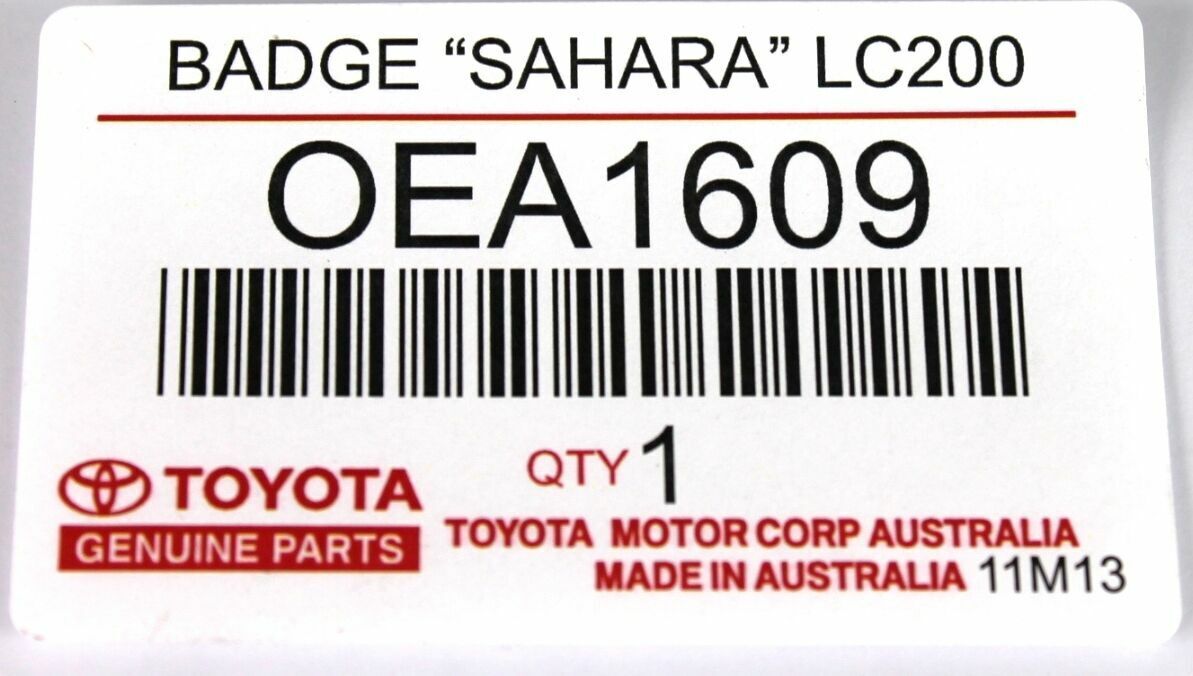 BADGE “SAHARA” LC200
OEA1609
QTY 1
TOYOTA
GENUINE PARTS
TOYOTA MOTOR CORP AUSTRALIA
MADE IN AUSTRALIA 11M13